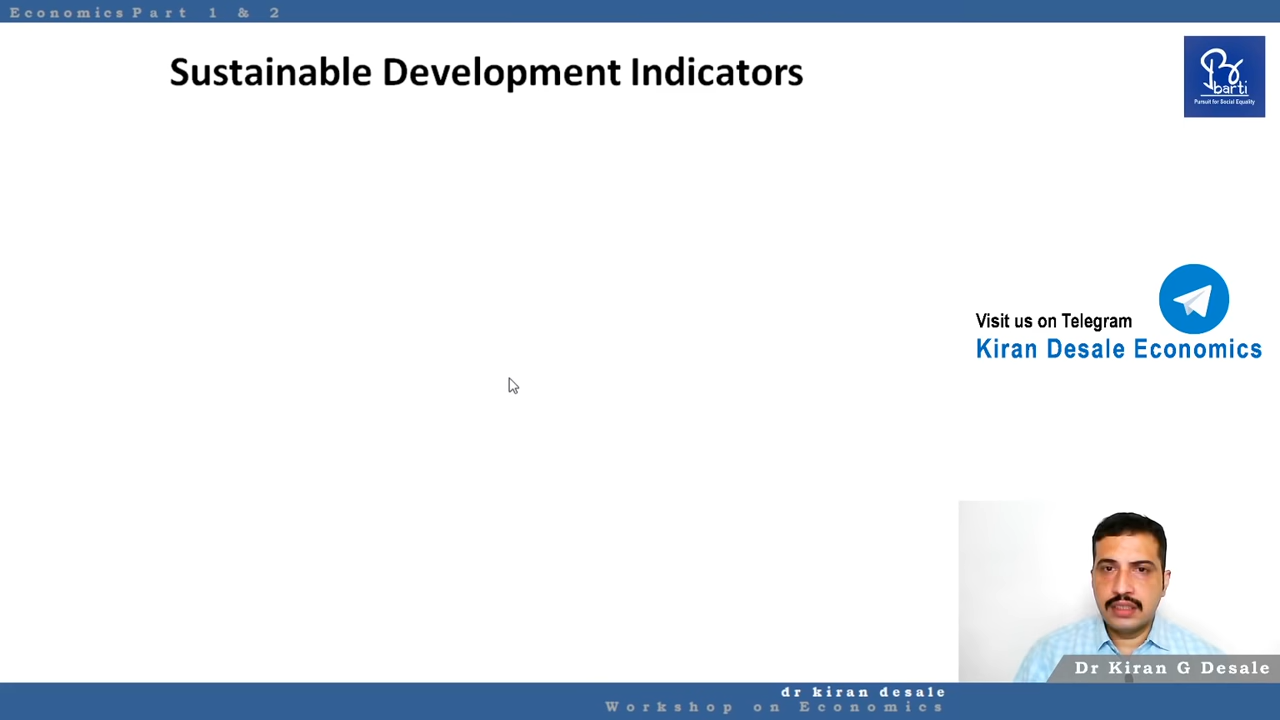 Economics Part 1 & 2
Sustainable Development Indicators
barti
Pursuit for Social Equality
Visit us on Telegram
Kiran Desale Economics
Dr Kiran G Desale
dr kiran desale
Workshop on Economics